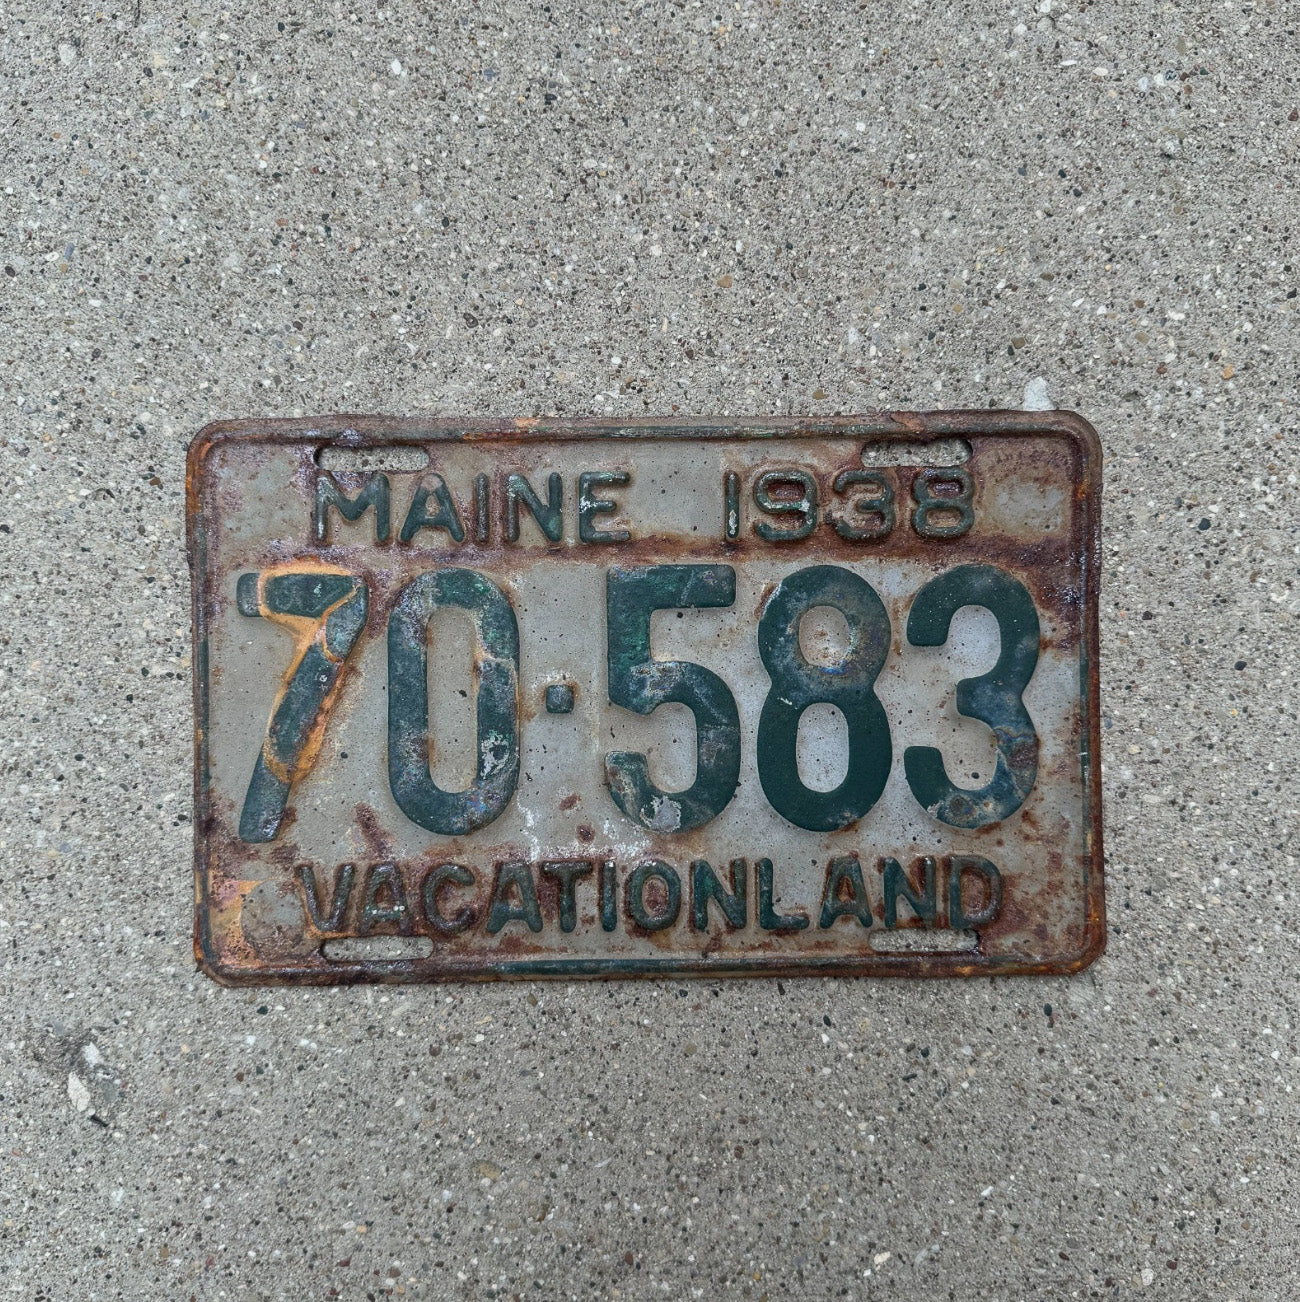 MAINE 1938
70·583
VACATIONLAND